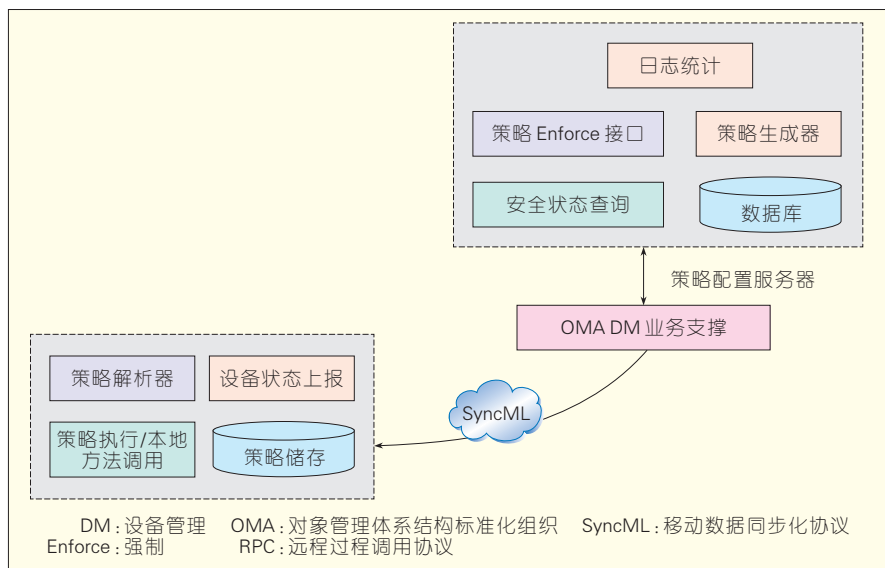 日志统计
策略 Enforce 接口
策略生成器
安全状态查询
数据库
策略配置服务器
OMA DM 业务支撑
策略解析器
设备状态上报
SyncML
策略执行/本地
方法调用
策略储存
DM:设备管理 OMA:对象管理体系结构标准化组织 SyncML:移动数据同步化协议
Enforce:强制 RPC:远程过程调用协议